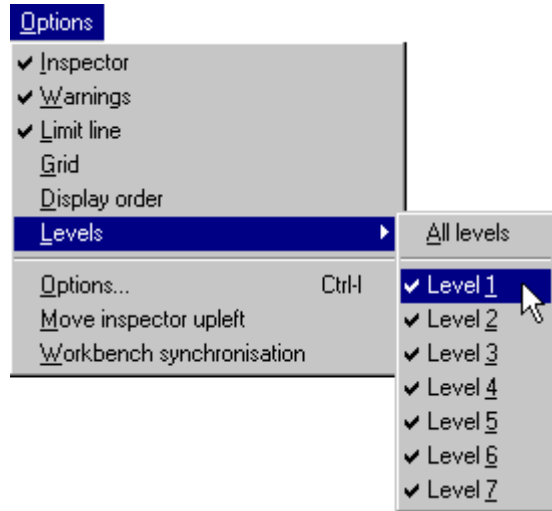 Options
Inspector
Warnings
Limit line
Grid
Display order
Levels
Options... Ctrl-I
Move inspector upleft
Workbench synchronisation
All levels
Level 1
Level 2
Level 3
Level 4
Level 5
Level 6
Level 7